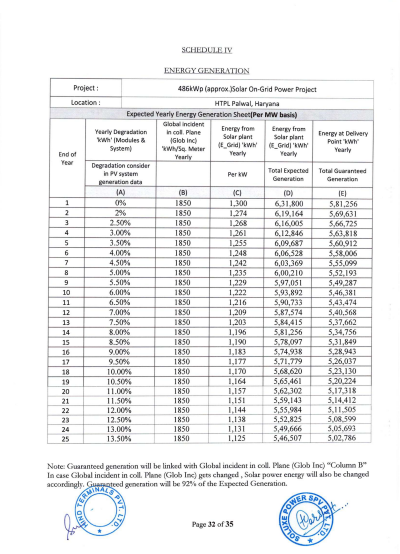 SCHEDULE IV
ENERGY GENERATION
Project : 486kWp (approx.)Solar On-Grid Power Project
Location : HTPL Palwal, Haryana
Expected Yearly Energy Generation Sheet(Per MW basis)
End of Year Yearly Degradation 'kWh' (Modules & System) Global incident in coll. Plane (Glob Inc) 'kWh/Sq. Meter Yearly Energy from Solar plant (E_Grid) 'kWh' Yearly Energy from Solar plant (E_Grid) 'kWh' Yearly Energy at Delivery Point 'kWh' Yearly
Degradation consider in PV system generation data Per kW Total Expected Generation Total Guaranteed Generation
(A) (B) (C) (D) (E)
1 0% 1850 1,300 6,31,800 5,81,256
2 2% 1850 1,274 6,19,164 5,69,631
3 2.50% 1850 1,268 6,16,005 5,66,725
4 3.00% 1850 1,261 6,12,846 5,63,818
5 3.50% 1850 1,255 6,09,687 5,60,912
6 4.00% 1850 1,248 6,06,528 5,58,006
7 4.50% 1850 1,242 6,03,369 5,55,099
8 5.00% 1850 1,235 6,00,210 5,52,193
9 5.50% 1850 1,229 5,97,051 5,49,287
10 6.00% 1850 1,222 5,93,892 5,46,381
11 6.50% 1850 1,216 5,90,733 5,43,474
12 7.00% 1850 1,209 5,87,574 5,40,568
13 7.50% 1850 1,203 5,84,415 5,37,662
14 8.00% 1850 1,196 5,81,256 5,34,756
15 8.50% 1850 1,190 5,78,097 5,31,849
16 9.00% 1850 1,183 5,74,938 5,28,943
17 9.50% 1850 1,177 5,71,779 5,26,037
18 10.00% 1850 1,170 5,68,620 5,23,130
19 10.50% 1850 1,164 5,65,461 5,20,224
20 11.00% 1850 1,157 5,62,302 5,17,318
21 11.50% 1850 1,151 5,59,143 5,14,412
22 12.00% 1850 1,144 5,55,984 5,11,505
23 12.50% 1850 1,138 5,52,825 5,08,599
24 13.00% 1850 1,131 5,49,666 5,05,693
25 13.50% 1850 1,125 5,46,507 5,02,786
Note: Guaranteed generation will be linked with Global incident in coll. Plane (Glob Inc) "Column B"
In case Global incident in coll. Plane (Glob Inc) gets changed , Solar power energy will also be changed
accordingly. Guaranteed generation will be 92% of the Expected Generation.
HIND TERMINALS PVT. LTD.
SOLUXE POWER SPV PVT. LTD.
Page 32 of 35